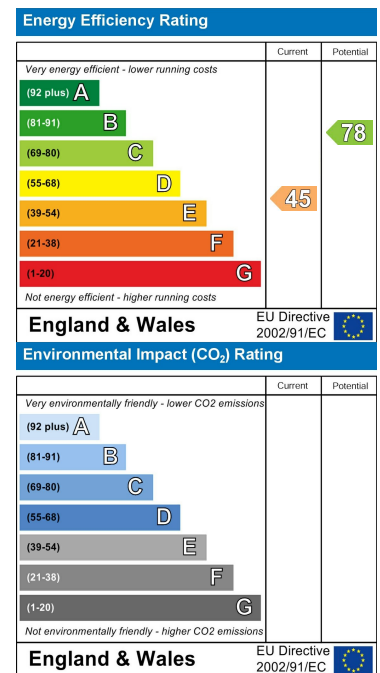 Energy Efficiency Rating
Current Potential
Very energy efficient - lower running costs
(92 plus) A
(81-91) B
(69-80) C
(55-68) D
(39-54) E
(21-38) F
(1-20) G
45
78
Not energy efficient - higher running costs
England & Wales
EU Directive
2002/91/EC
Environmental Impact (CO₂) Rating
Current Potential
Very environmentally friendly - lower CO2 emissions
(92 plus) A
(81-91) B
(69-80) C
(55-68) D
(39-54) E
(21-38) F
(1-20) G
Not environmentally friendly - higher CO2 emissions
England & Wales
EU Directive
2002/91/EC